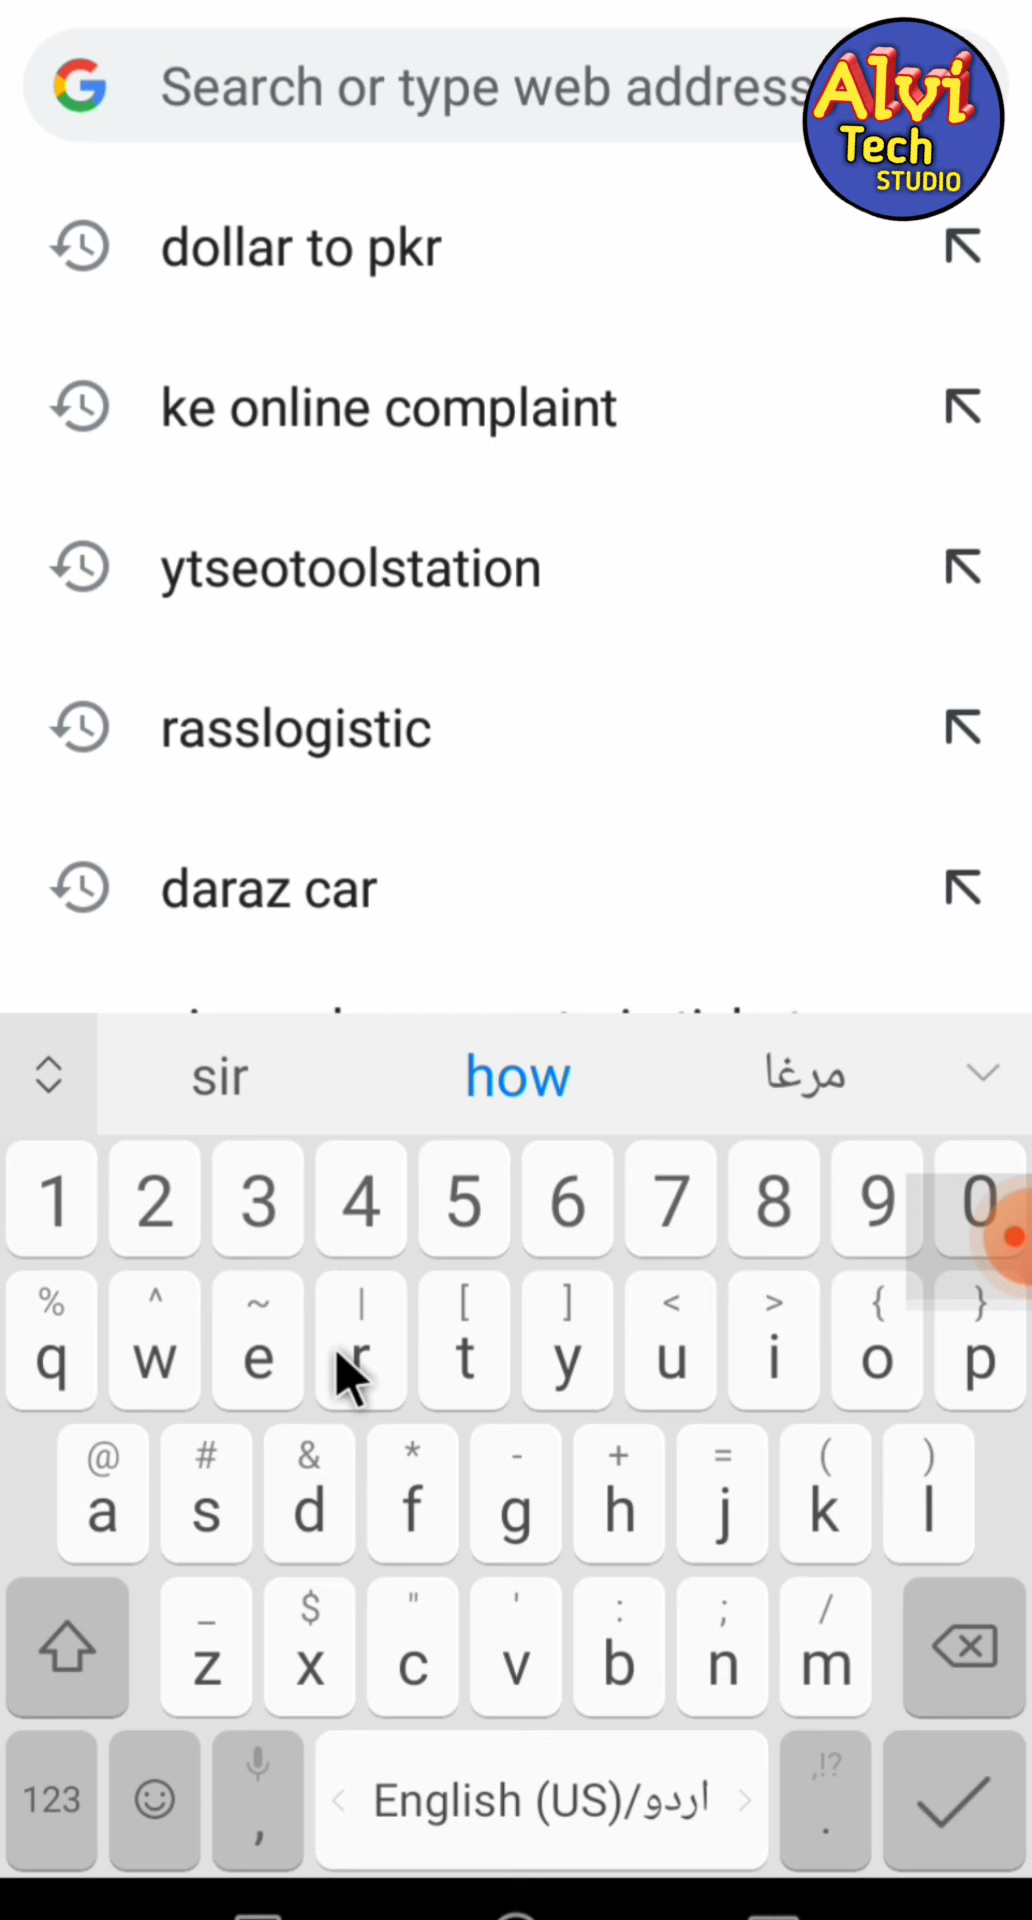 Search or type web address
Alvi
Tech
STUDIO
dollar to pkr
ke online complaint
ytseotoolstation
rasslogistic
daraz car
sir how مرغا
1 2 3 4 5 6 7 8 9 0
% ^ ~ | [ ] < > { }
q w e r t y u i o p
@ # & * - + = ( )
a s d f g h j k l
_ $ " ' : ; /
z x c v b n m
,!?
123 , English (US)/اردو .